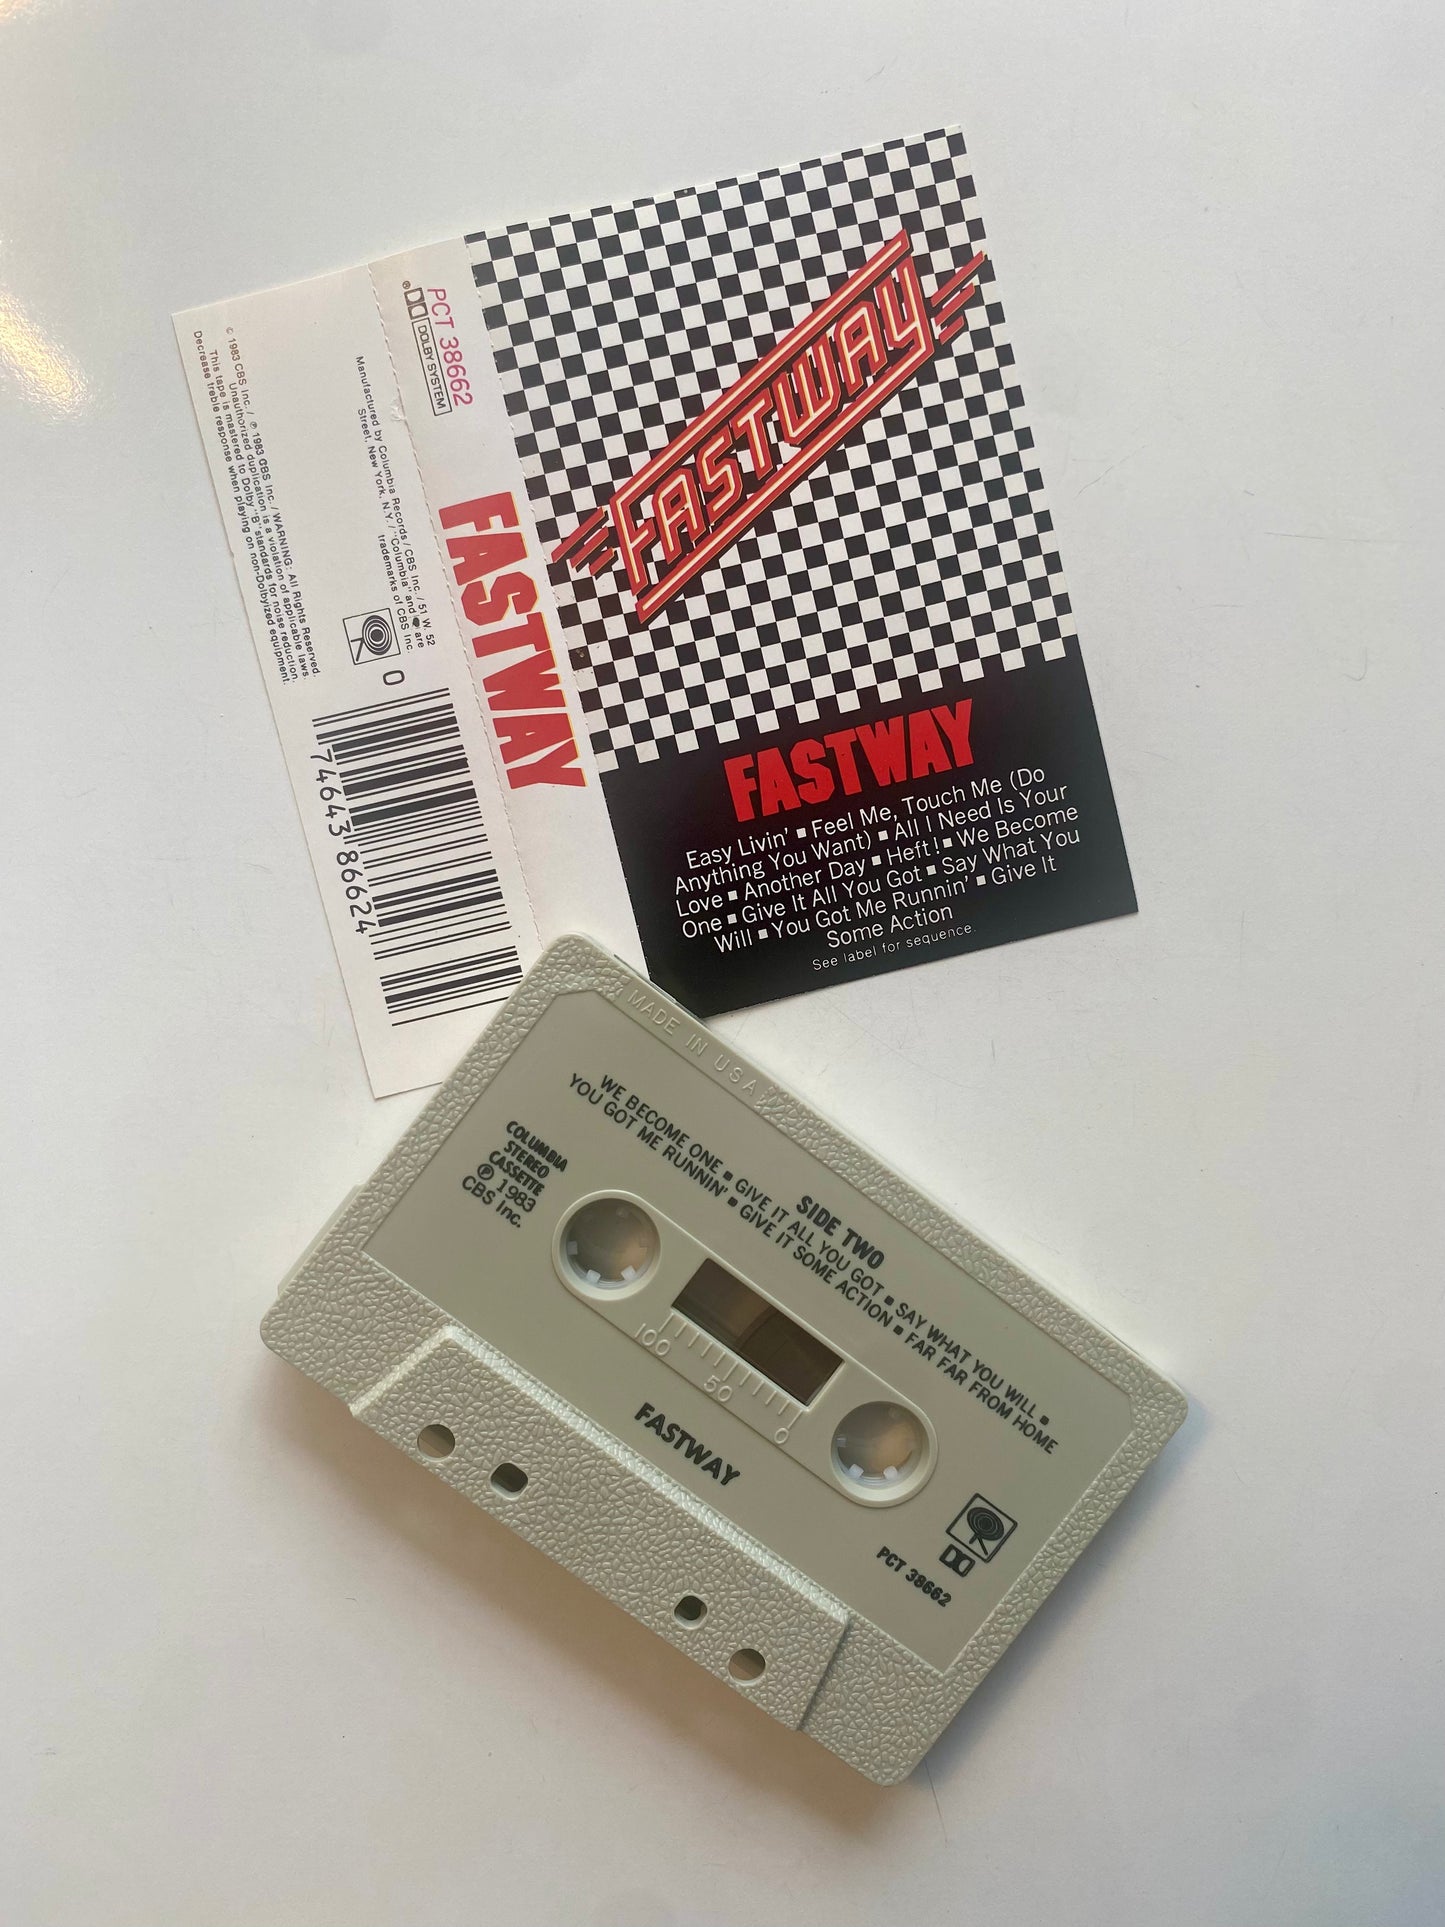 © 1983 CBS Inc. / ℗ 1983 CBS Inc. / WARNING: All Rights Reserved.
Unauthorized duplication is a violation of applicable laws.
This tape is mastered to Dolby "B" standards for noise reduction.
Decrease treble response when playing on non-Dolbyized equipment.
Manufactured by Columbia Records / CBS Inc. / 51 W. 52
Street, New York, N.Y. / "Columbia" and are
trademarks of CBS Inc.
0
74643 86624
PCT 38662
DOLBY SYSTEM
®
FASTWAY
FASTWAY
FASTWAY
Easy Livin' ▪ Feel Me, Touch Me (Do
Anything You Want) ▪ All I Need Is Your
Love ▪ Another Day ▪ Heft! ▪ We Become
One ▪ Give It All You Got ▪ Say What You
Will ▪ You Got Me Runnin' ▪ Give It
Some Action
See label for sequence.
MADE IN USA
SIDE TWO
WE BECOME ONE ▪ GIVE IT ALL YOU GOT ▪ SAY WHAT YOU WILL ▪
YOU GOT ME RUNNIN' ▪ GIVE IT SOME ACTION ▪ FAR FAR FROM HOME
COLUMBIA
STEREO
CASSETTE
℗ 1983
CBS Inc.
100 50 0
FASTWAY
PCT 38662